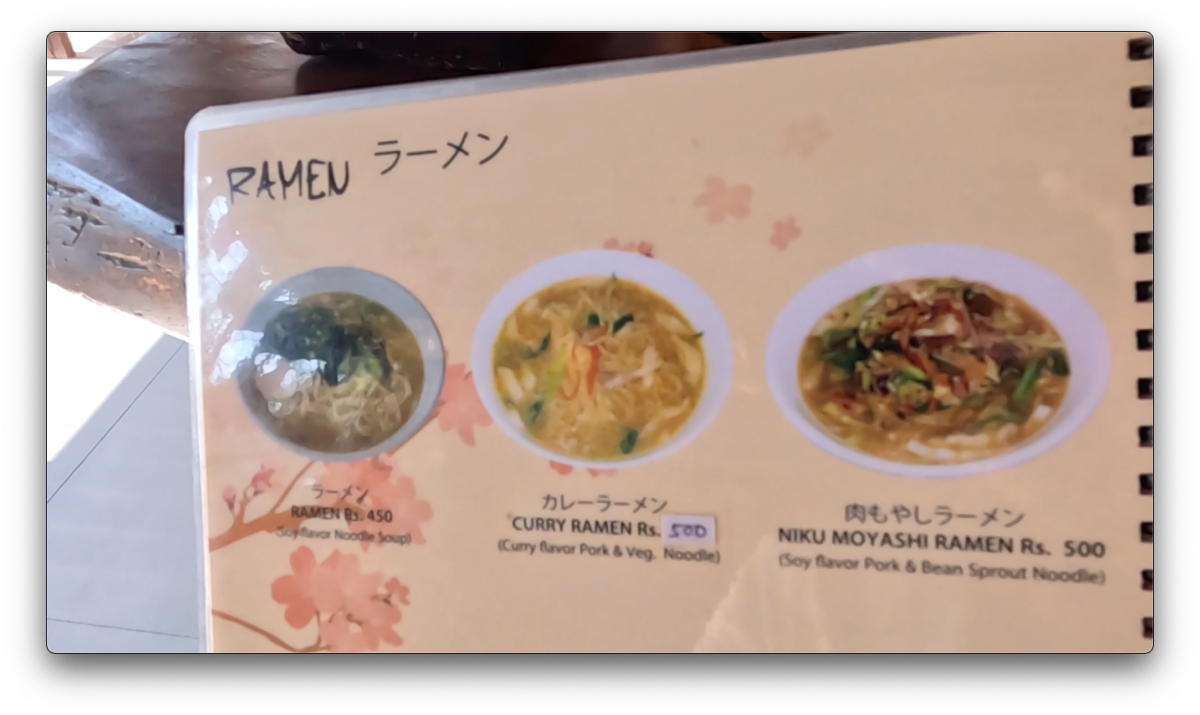 RAMEN ラーメン
ラーメン
RAMEN Rs. 450
(Soy flavor Noodle Soup)
カレーラーメン
CURRY RAMEN Rs. 500
(Curry flavor Pork & Veg. Noodle)
肉もやしラーメン
NIKU MOYASHI RAMEN Rs. 500
(Soy flavor Pork & Bean Sprout Noodle)